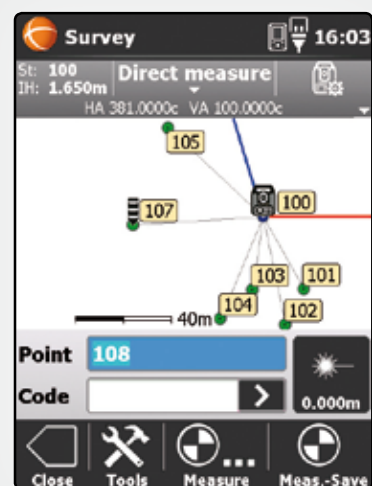 Survey 16:03
St: 100 Direct measure
IH: 1.650m
HA 381.0000c VA 100.0000c
105
100
107
103 101
104 102
40m
Point 108
Code
0.000m
Close Tools Measure Meas.-Save